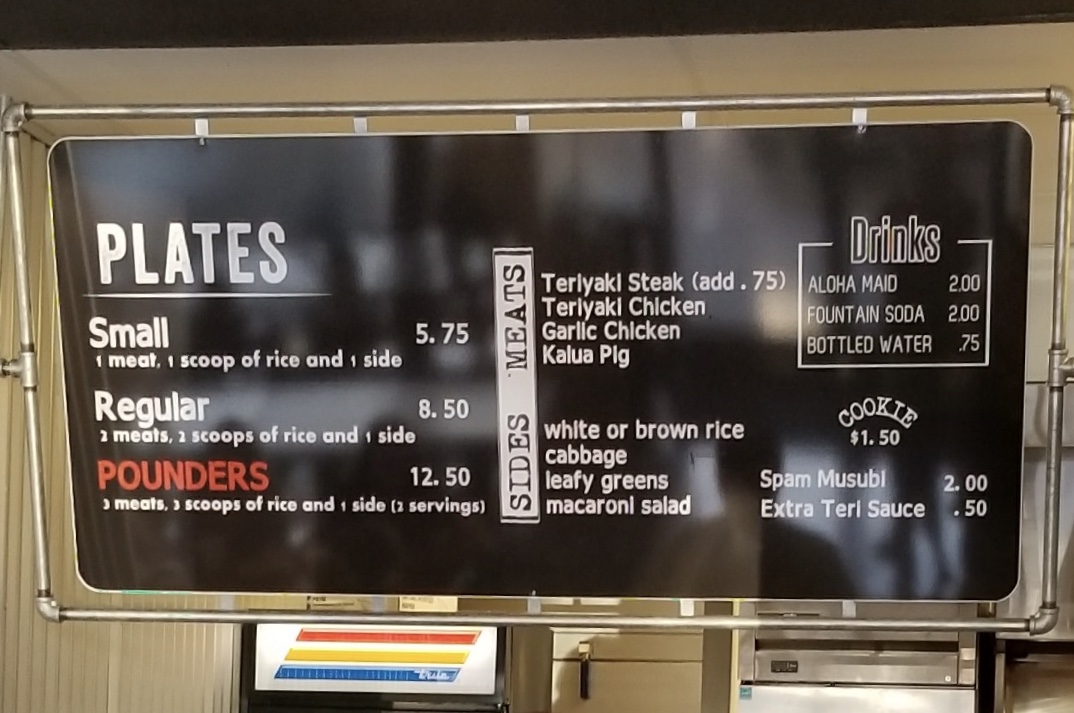 PLATES
Small 5.75
1 meat, 1 scoop of rice and 1 side
Regular 8.50
2 meats, 2 scoops of rice and 1 side
POUNDERS 12.50
3 meats, 3 scoops of rice and 1 side (2 servings)
MEATS
Teriyaki Steak (add .75)
Teriyaki Chicken
Garlic Chicken
Kalua Pig
SIDES
white or brown rice
cabbage
leafy greens
macaroni salad
Drinks
ALOHA MAID 2.00
FOUNTAIN SODA 2.00
BOTTLED WATER .75
COOKIE
$1.50
Spam Musubi 2.00
Extra Teri Sauce .50
true